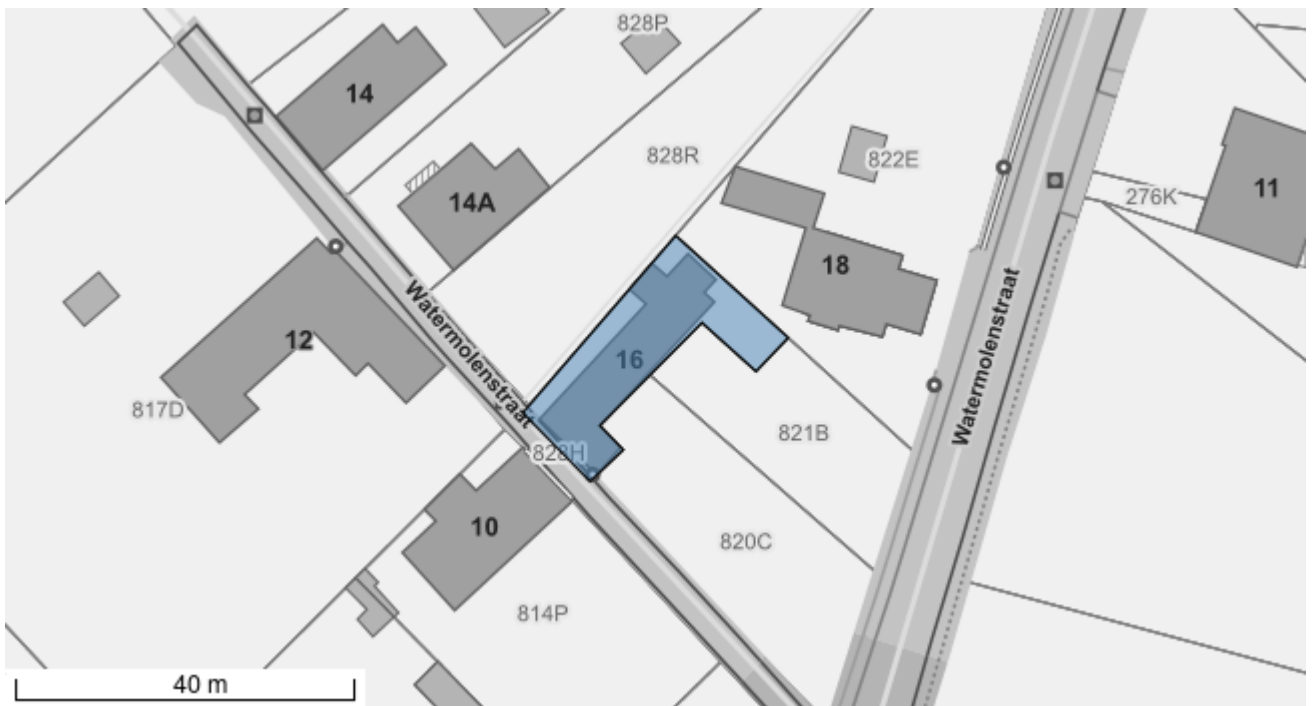 828P
14
828R
822E
14A
276K
11
18
Watermolenstraat
Watermolenstraat
12
16
817D
821B
828H
10
820C
814P
40 m